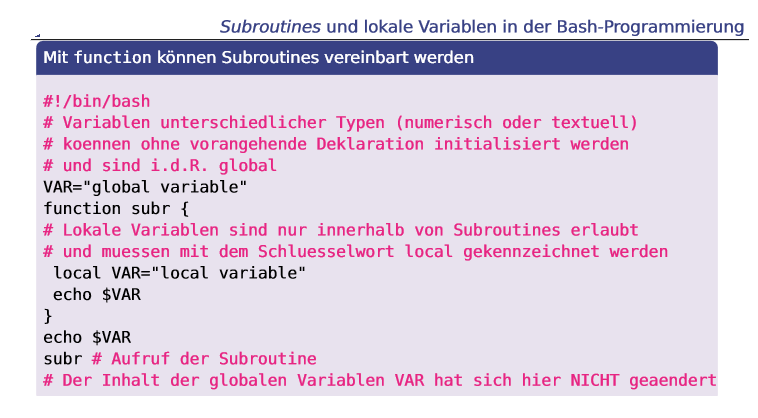 Subroutines und lokale Variablen in der Bash-Programmierung
Mit function können Subroutines vereinbart werden
#!/bin/bash
# Variablen unterschiedlicher Typen (numerisch oder textuell)
# koennen ohne vorangehende Deklaration initialisiert werden
# und sind i.d.R. global
VAR="global variable"
function subr {
# Lokale Variablen sind nur innerhalb von Subroutines erlaubt
# und muessen mit dem Schluesselwort local gekennzeichnet werden
 local VAR="local variable"
 echo $VAR
}
echo $VAR
subr # Aufruf der Subroutine
# Der Inhalt der globalen Variablen VAR hat sich hier NICHT geaendert